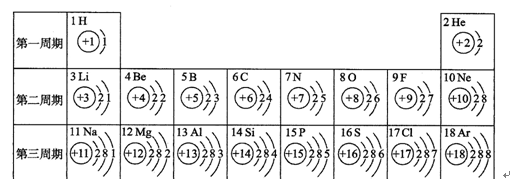 1 H 2 He
第一周期 +1 1 +2 2
3 Li 4 Be 5 B 6 C 7 N 8 O 9 F 10 Ne
第二周期 +3 2 1 +4 2 2 +5 2 3 +6 2 4 +7 2 5 +8 2 6 +9 2 7 +10 2 8
11 Na 12 Mg 13 Al 14 Si 15 P 16 S 17 Cl 18 Ar
第三周期 +11 2 8 1 +12 2 8 2 +13 2 8 3 +14 2 8 4 +15 2 8 5 +16 2 8 6 +17 2 8 7 +18 2 8 8